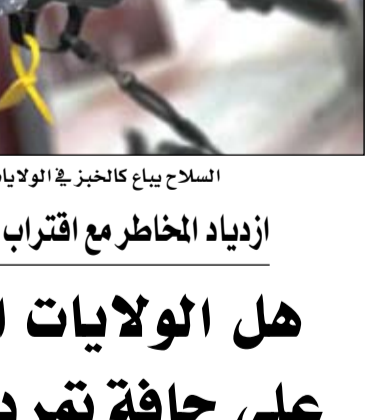 السلاح يباع كالخبز في الولايا
ازدياد المخاطر مع اقتراب
هل الولايات ا
على حافة تمرد